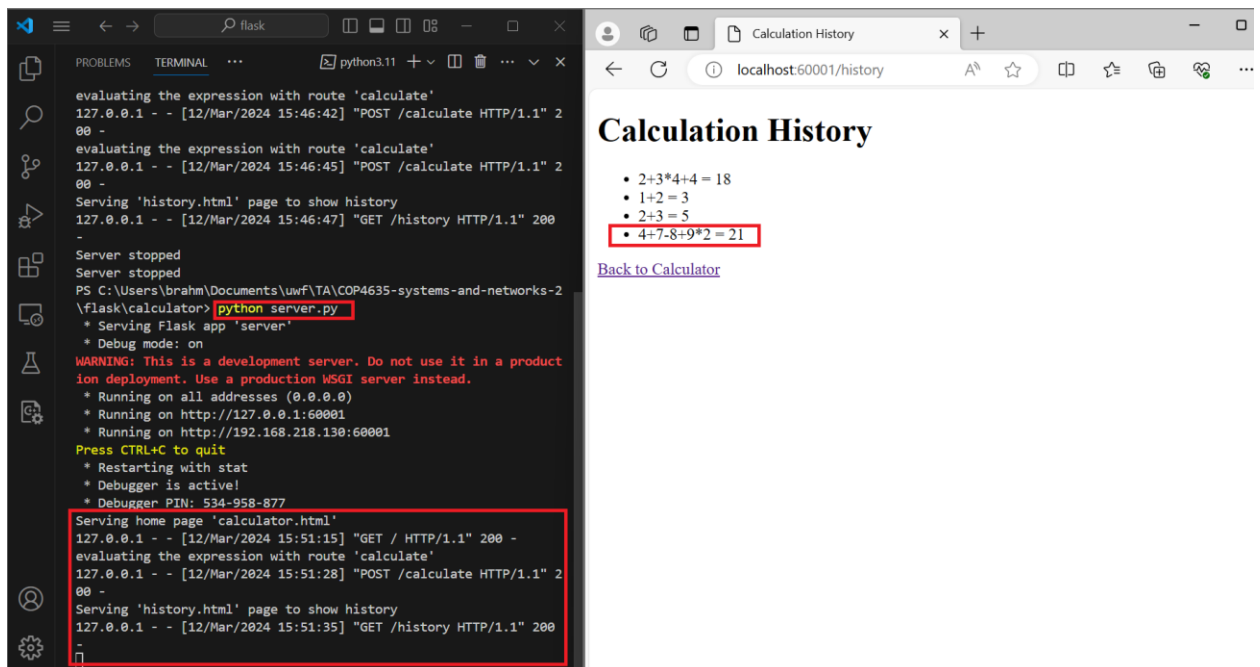 flask
PROBLEMS TERMINAL ··· python3.11
evaluating the expression with route 'calculate'
127.0.0.1 - - [12/Mar/2024 15:46:42] "POST /calculate HTTP/1.1" 2
00 -
evaluating the expression with route 'calculate'
127.0.0.1 - - [12/Mar/2024 15:46:45] "POST /calculate HTTP/1.1" 2
00 -
Serving 'history.html' page to show history
127.0.0.1 - - [12/Mar/2024 15:46:47] "GET /history HTTP/1.1" 200
-
Server stopped
Server stopped
PS C:\Users\brahm\Documents\uwf\TA\COP4635-systems-and-networks-2
\flask\calculator> python server.py
* Serving Flask app 'server'
* Debug mode: on
WARNING: This is a development server. Do not use it in a product
ion deployment. Use a production WSGI server instead.
* Running on all addresses (0.0.0.0)
* Running on http://127.0.0.1:60001
* Running on http://192.168.218.130:60001
Press CTRL+C to quit
* Restarting with stat
* Debugger is active!
* Debugger PIN: 534-958-877
Serving home page 'calculator.html'
127.0.0.1 - - [12/Mar/2024 15:51:15] "GET / HTTP/1.1" 200 -
evaluating the expression with route 'calculate'
127.0.0.1 - - [12/Mar/2024 15:51:28] "POST /calculate HTTP/1.1" 2
00 -
Serving 'history.html' page to show history
127.0.0.1 - - [12/Mar/2024 15:51:35] "GET /history HTTP/1.1" 200
-
Calculation History
localhost:60001/history
Calculation History
• 2+3*4+4 = 18
• 1+2 = 3
• 2+3 = 5
• 4+7-8+9*2 = 21
Back to Calculator